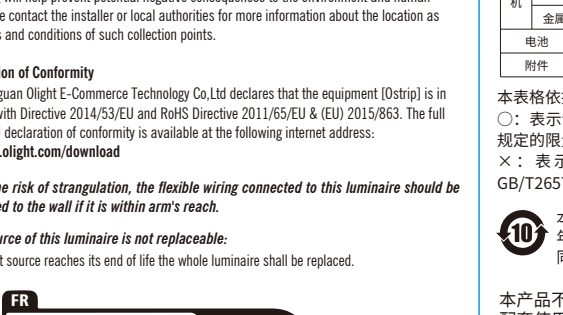 will help prevent potential negative consequences to the environment and human
e contact the installer or local authorities for more information about the location as
s and conditions of such collection points.
ion of Conformity
guan Olight E-Commerce Technology Co,Ltd declares that the equipment [Ostrip] is in
with Directive 2014/53/EU and RoHS Directive 2011/65/EU & (EU) 2015/863. The full
declaration of conformity is available at the following internet address:
.olight.com/download
he risk of strangulation, the flexible wiring connected to this luminaire should be
ed to the wall if it is within arm's reach.
urce of this luminaire is not replaceable:
t source reaches its end of life the whole luminaire shall be replaced.
FR
机
金属
电池
附件
本表格依
○：表示
规定的限
×：表示
GB/T265
10
本产品不